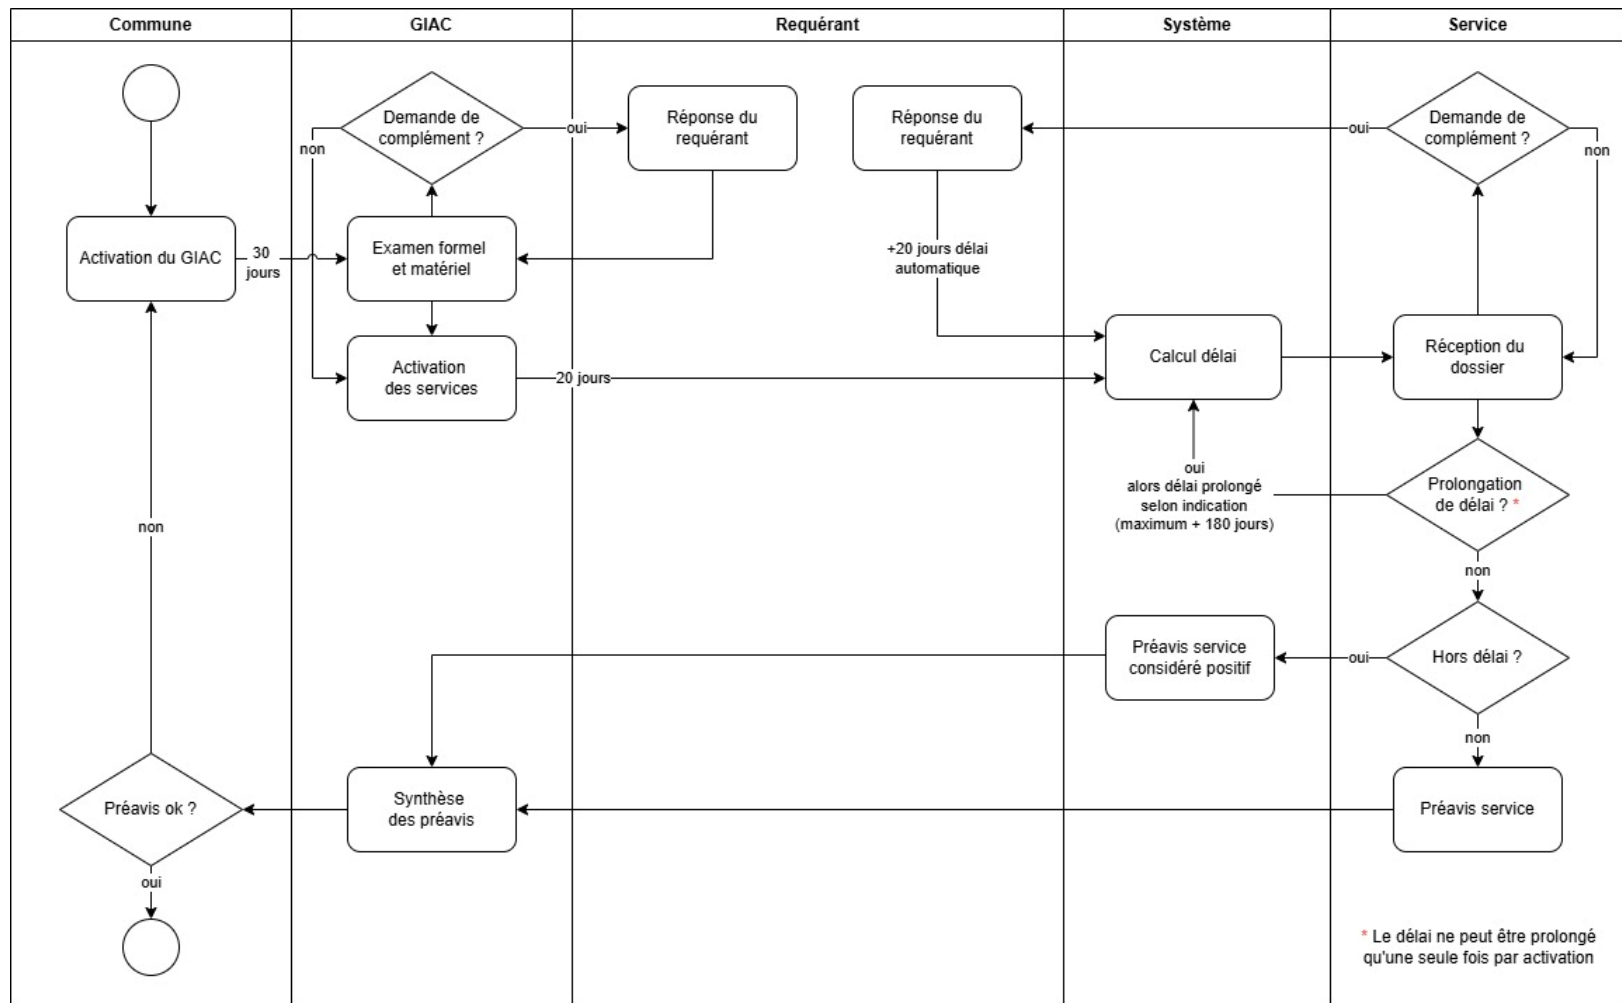 Commune
GIAC
Requérant
Système
Service
Demande de
complément ?
oui
non
Réponse du
requérant
Réponse du
requérant
oui
Demande de
complément ?
non
Activation du GIAC
30
jours
Examen formel
et matériel
+20 jours délai
automatique
Activation
des services
20 jours
Calcul délai
Réception du
dossier
oui
alors délai prolongé
selon indication
(maximum + 180 jours)
Prolongation
de délai ? *
non
non
Préavis service
considéré positif
oui
Hors délai ?
non
Préavis ok ?
Synthèse
des préavis
Préavis service
oui
* Le délai ne peut être prolongé
qu'une seule fois par activation